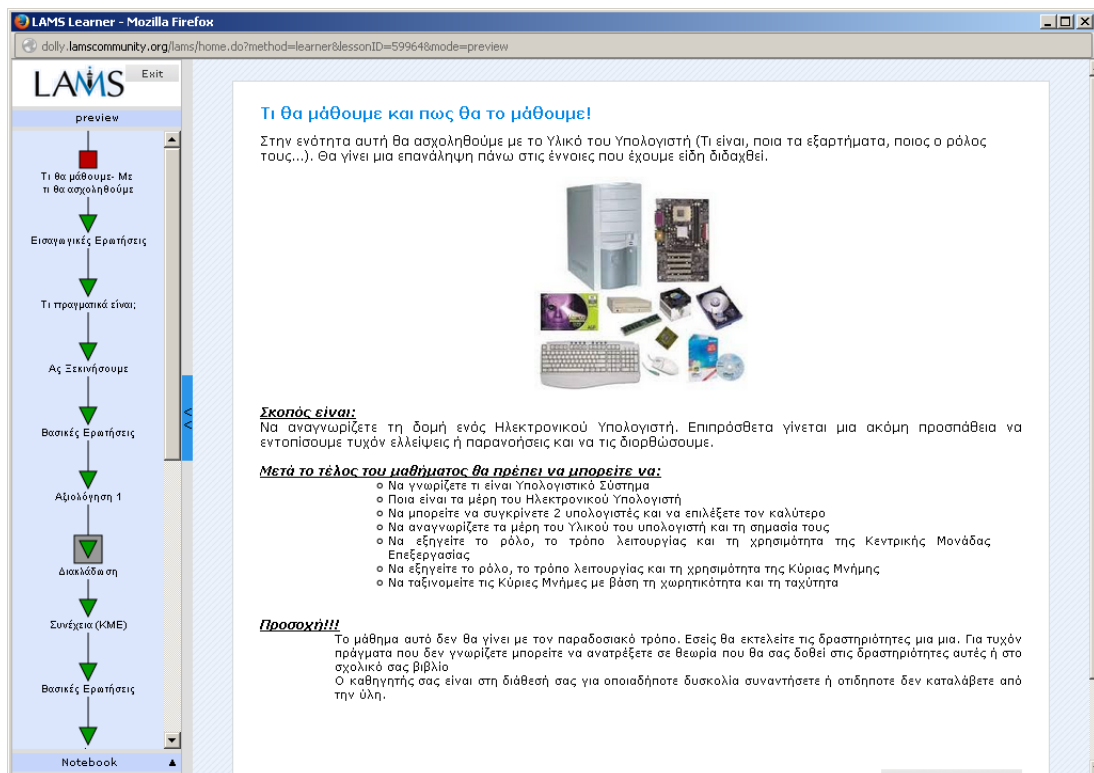 LAMS Learner - Mozilla Firefox
dolly.lamscommunity.org/lams/home.do?method=learner&lessonID=59964&mode=preview
LAMS
Exit
preview
Τι θα μάθουμε- Με
τι θα ασχοληθούμε
Εισαγωγικές Ερωτήσεις
Τι πραγματικά είναι;
Ας Ξεκινήσουμε
Βασικές Ερωτήσεις
Αξιολόγηση 1
Διακλάδωση
Συνέχεια (ΚΜΕ)
Βασικές Ερωτήσεις
Notebook
<
<
Τι θα μάθουμε και πως θα το μάθουμε!
Στην ενότητα αυτή θα ασχοληθούμε με το Υλικό του Υπολογιστή (Τι είναι, ποια τα εξαρτήματα, ποιος ο ρόλος
τους...). Θα γίνει μια επανάληψη πάνω στις έννοιες που έχουμε είδη διδαχθεί.
Σκοπός είναι:
Να αναγνωρίζετε τη δομή ενός Ηλεκτρονικού Υπολογιστή. Επιπρόσθετα γίνεται μια ακόμη προσπάθεια να
εντοπίσουμε τυχόν ελλείψεις ή παρανοήσεις και να τις διορθώσουμε.
Μετά το τέλος του μαθήματος θα πρέπει να μπορείτε να:
Να γνωρίζετε τι είναι Υπολογιστικό Σύστημα
Ποια είναι τα μέρη του Ηλεκτρονικού Υπολογιστή
Να μπορείτε να συγκρίνετε 2 υπολογιστές και να επιλέξετε τον καλύτερο
Να αναγνωρίζετε τα μέρη του Υλικού του υπολογιστή και τη σημασία τους
Να εξηγείτε το ρόλο, το τρόπο λειτουργίας και τη χρησιμότητα της Κεντρικής Μονάδας
Επεξεργασίας
Να εξηγείτε το ρόλο, το τρόπο λειτουργίας και τη χρησιμότητα της Κύριας Μνήμης
Να ταξινομείτε τις Κύριες Μνήμες με βάση τη χωρητικότητα και τη ταχύτητα
Προσοχή!!!
Το μάθημα αυτό δεν θα γίνει με τον παραδοσιακό τρόπο. Εσείς θα εκτελείτε τις δραστηριότητες μια μια. Για τυχόν
πράγματα που δεν γνωρίζετε μπορείτε να ανατρέξετε σε θεωρία που θα σας δοθεί στις δραστηριότητες αυτές ή στο
σχολικό σας βιβλίο
Ο καθηγητής σας είναι στη διάθεσή σας για οποιαδήποτε δυσκολία συναντήσετε ή οτιδηποτε δεν καταλάβετε από
την ύλη.